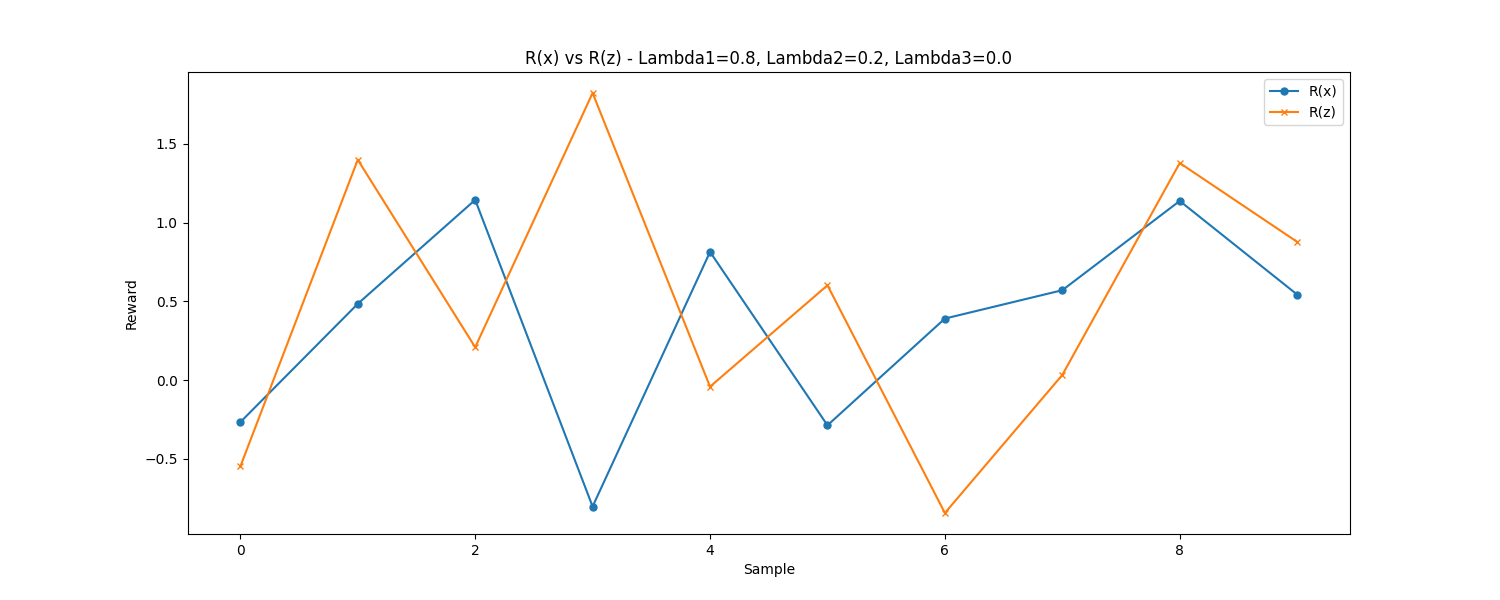 R(x) vs R(z) - Lambda1=0.8, Lambda2=0.2, Lambda3=0.0
R(x)
R(z)
1.5
1.0
0.5
0.0
−0.5
Reward
0 2 4 6 8
Sample